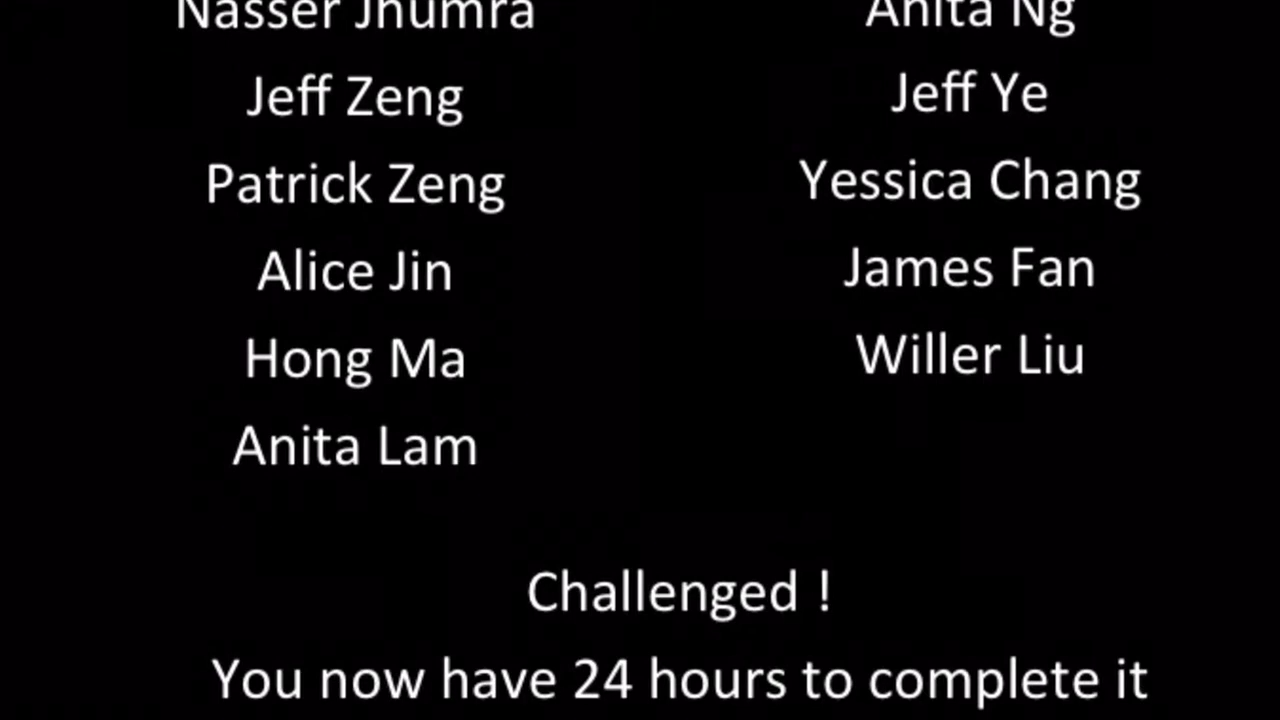 Nasser Jhumra
Anita Ng
Jeff Zeng
Jeff Ye
Patrick Zeng
Yessica Chang
Alice Jin
James Fan
Hong Ma
Willer Liu
Anita Lam
Challenged !
You now have 24 hours to complete it